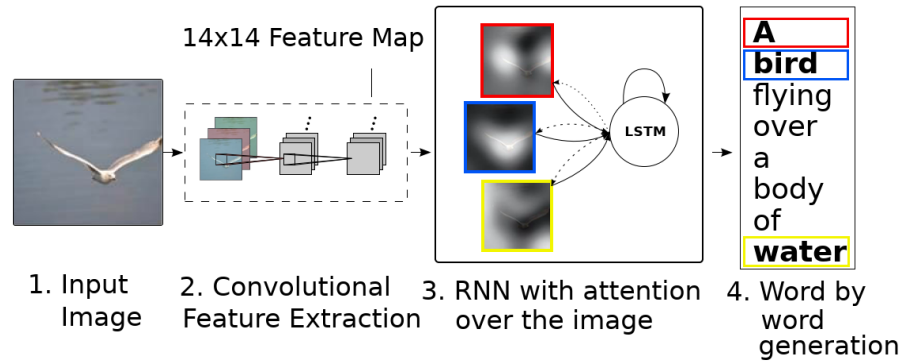 14x14 Feature Map
LSTM
A
bird
flying
over
a
body
of
water
1. Input
Image
2. Convolutional
Feature Extraction
3. RNN with attention
over the image
4. Word by
word
generation